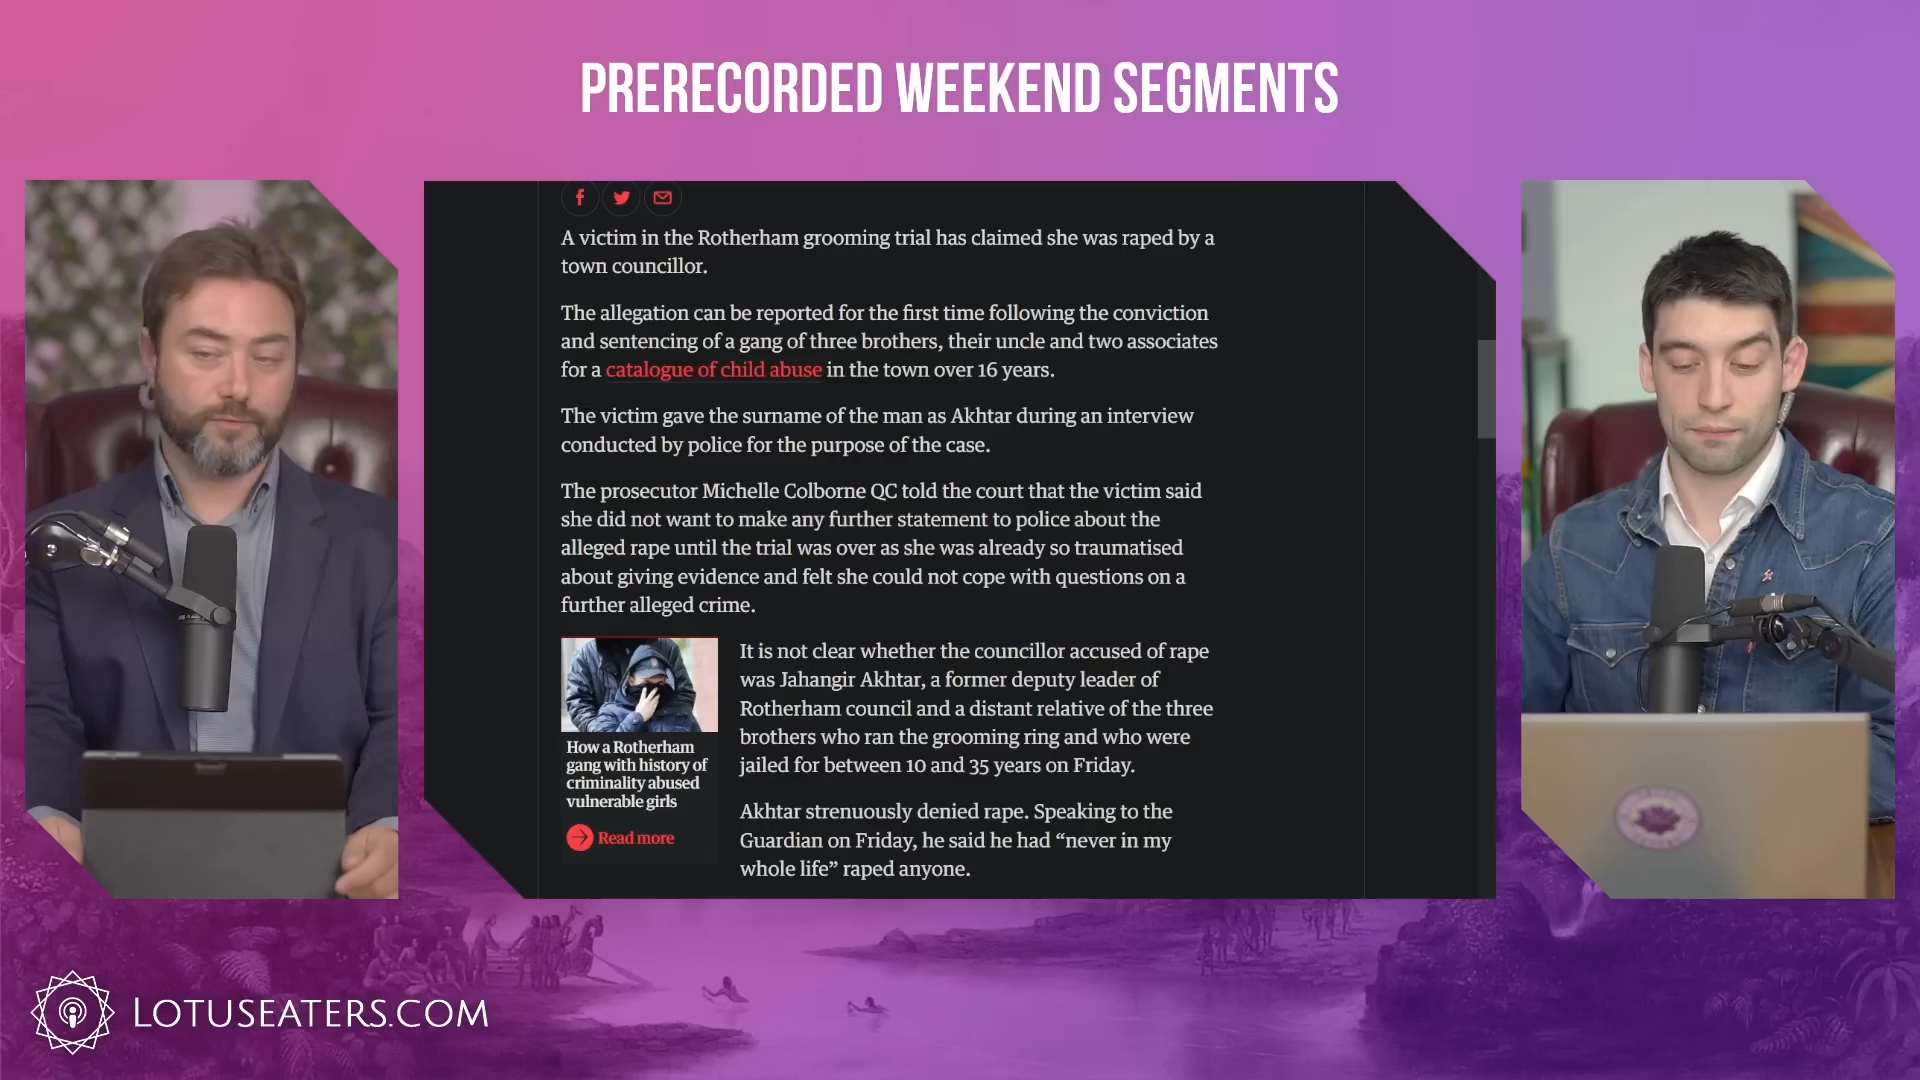 PRERECORDED WEEKEND SEGMENTS
A victim in the Rotherham grooming trial has claimed she was raped by a
town councillor.
The allegation can be reported for the first time following the conviction
and sentencing of a gang of three brothers, their uncle and two associates
for a catalogue of child abuse in the town over 16 years.
The victim gave the surname of the man as Akhtar during an interview
conducted by police for the purpose of the case.
The prosecutor Michelle Colborne QC told the court that the victim said
she did not want to make any further statement to police about the
alleged rape until the trial was over as she was already so traumatised
about giving evidence and felt she could not cope with questions on a
further alleged crime.
How a Rotherham
gang with history of
criminality abused
vulnerable girls
Read more
It is not clear whether the councillor accused of rape
was Jahangir Akhtar, a former deputy leader of
Rotherham council and a distant relative of the three
brothers who ran the grooming ring and who were
jailed for between 10 and 35 years on Friday.
Akhtar strenuously denied rape. Speaking to the
Guardian on Friday, he said he had “never in my
whole life” raped anyone.
LOTUSEATERS.COM